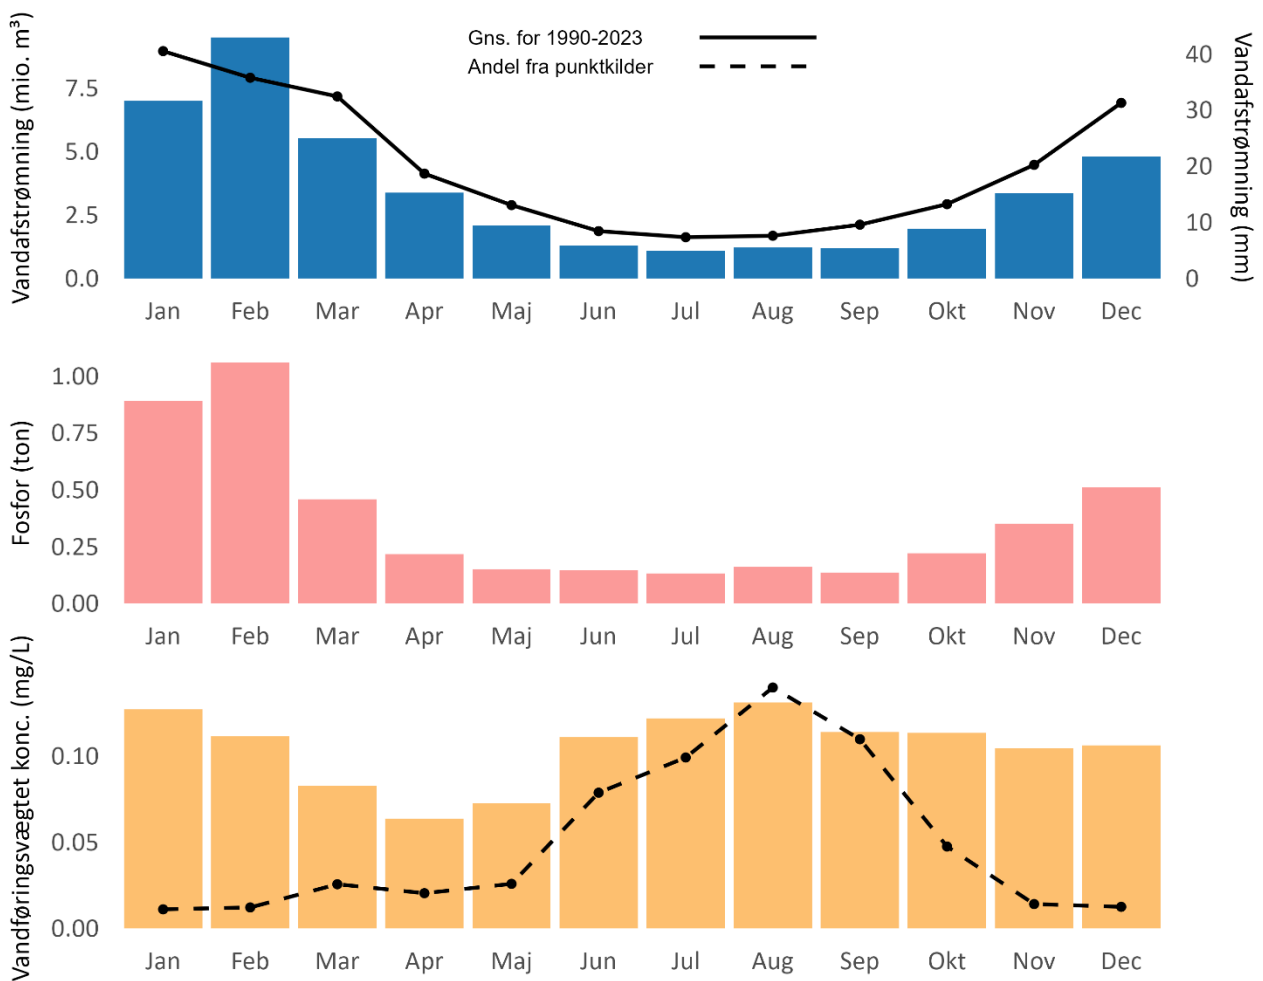 Vandafstrømning (mio. m³)
Gns. for 1990-2023
Andel fra punktkilder
7.5
5.0
2.5
0.0
40
30
20
10
0
Vandafstrømning (mm)
Jan Feb Mar Apr Maj Jun Jul Aug Sep Okt Nov Dec
Fosfor (ton)
1.00
0.75
0.50
0.25
0.00
Jan Feb Mar Apr Maj Jun Jul Aug Sep Okt Nov Dec
Vandføringsvægtet konc. (mg/L)
0.10
0.05
0.00
Jan Feb Mar Apr Maj Jun Jul Aug Sep Okt Nov Dec